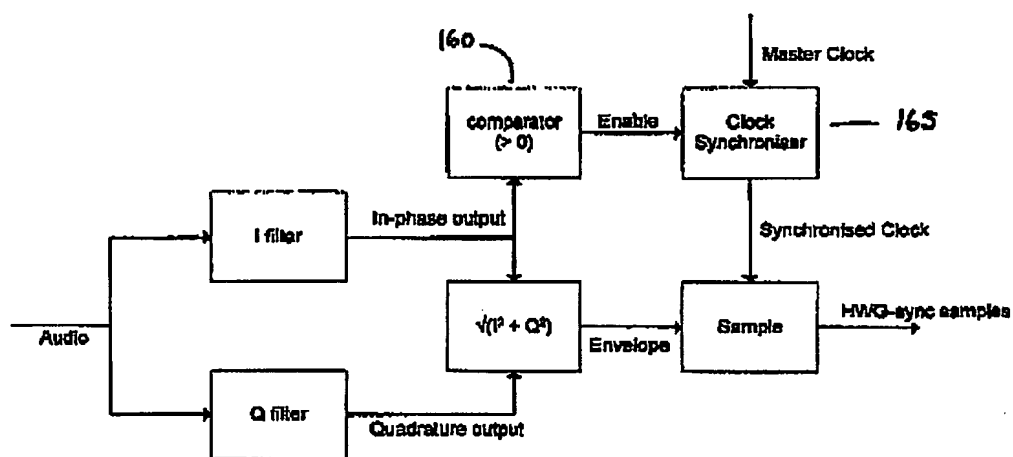 160
Master Clock
comparator
(> 0)
Enable
Clock
Synchroniser
165
In-phase output
I filter
Synchronised Clock
HWG-sync samples
Audio
√(I² + Q²)
Envelope
Sample
Q filter
Quadrature output